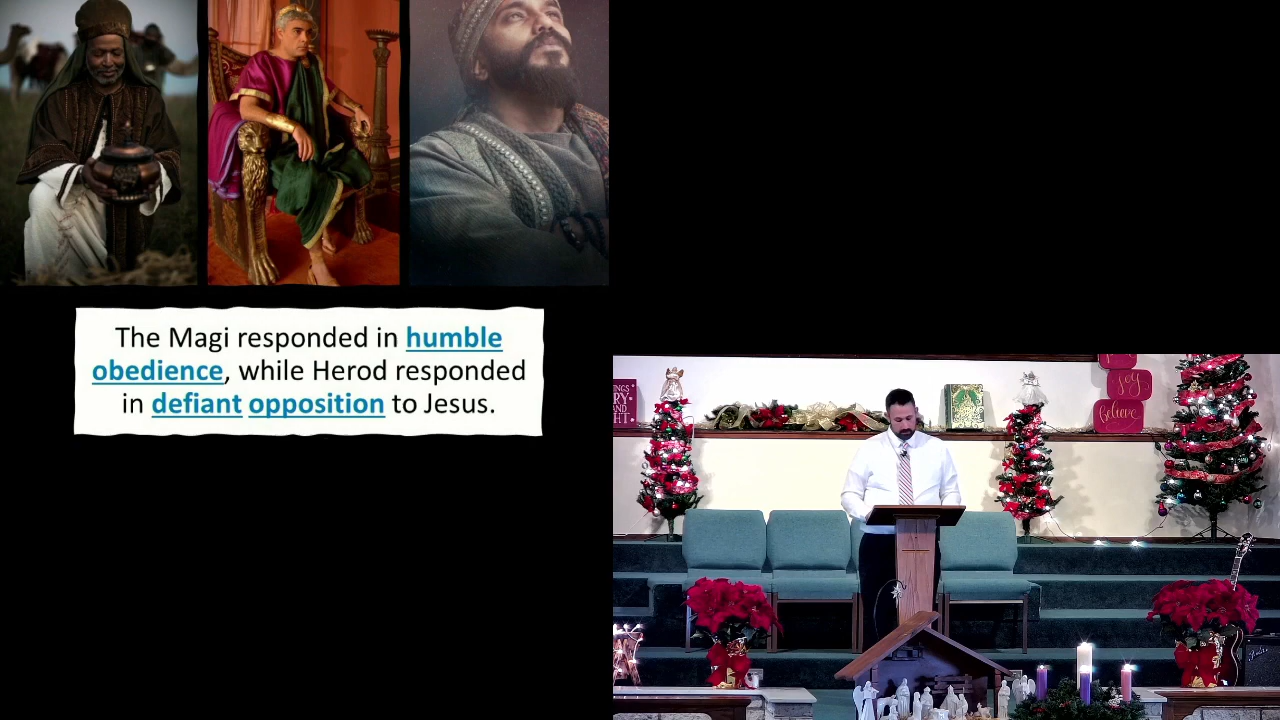 The Magi responded in humble
obedience, while Herod responded
in defiant opposition to Jesus.
JOY
Believe